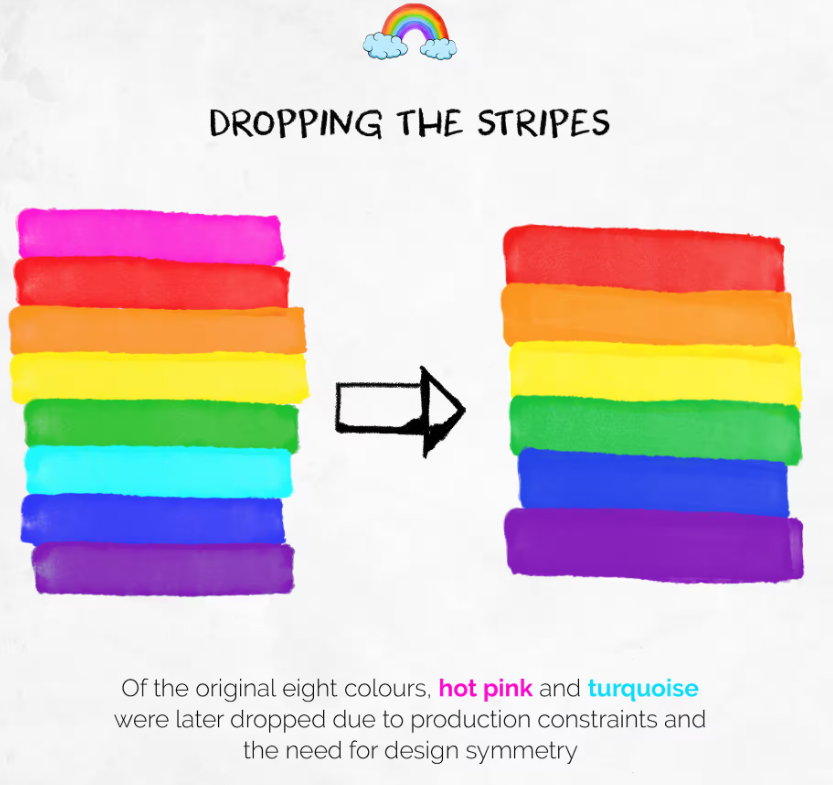 DROPPING THE STRIPES
Of the original eight colours, hot pink and turquoise
were later dropped due to production constraints and
the need for design symmetry